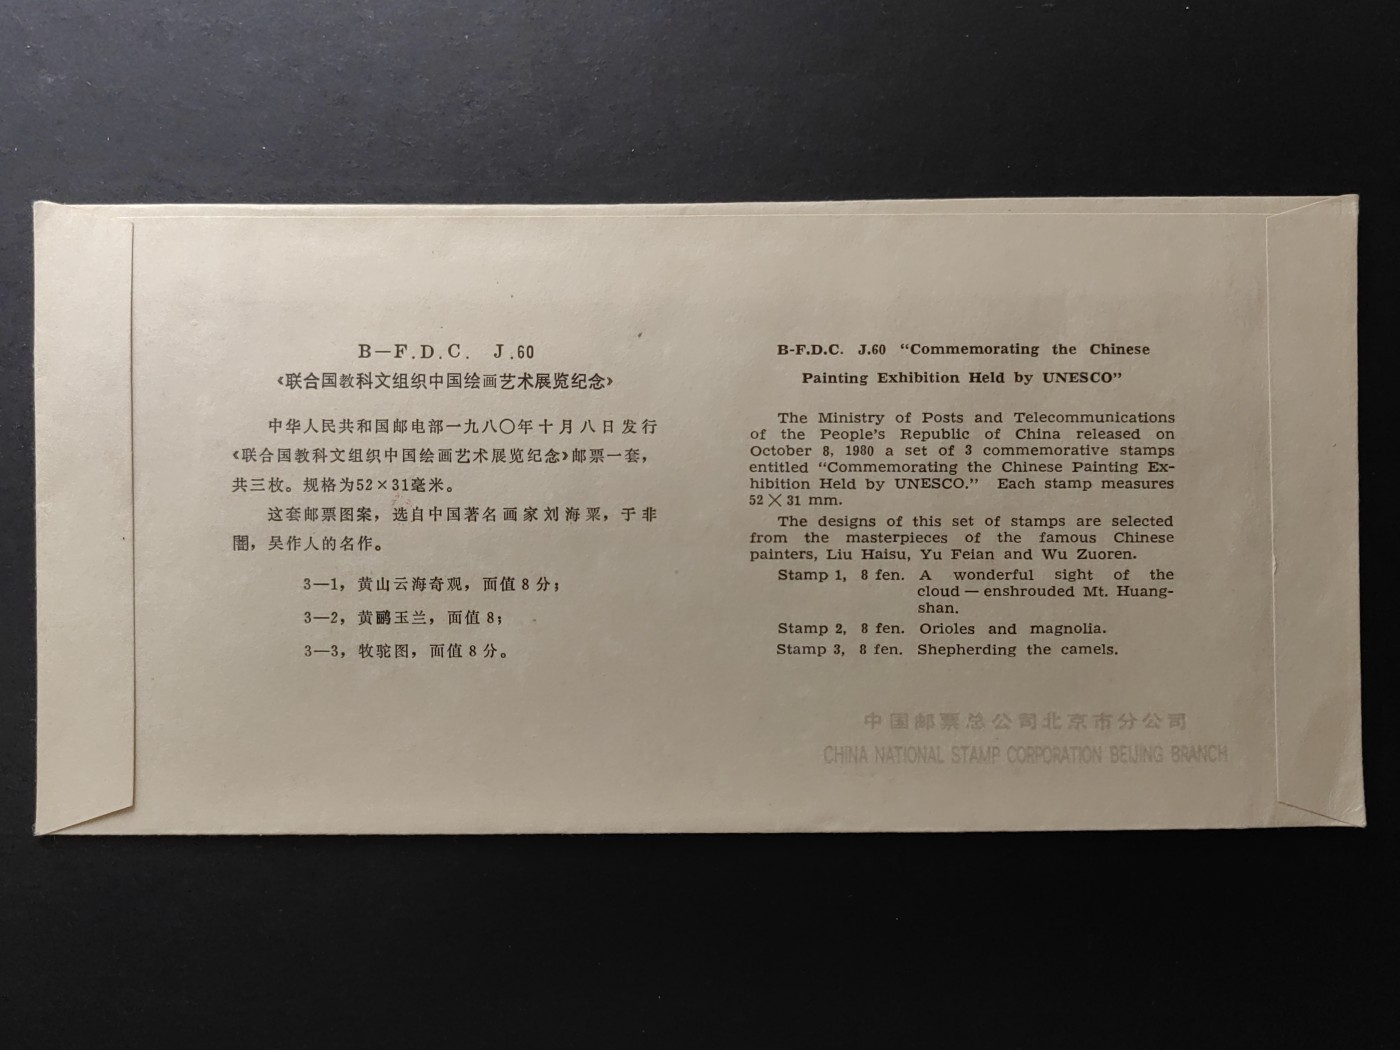 B—F.D.C. J.60
《联合国教科文组织中国绘画艺术展览纪念》
中华人民共和国邮电部一九八〇年十月八日发行
《联合国教科文组织中国绘画艺术展览纪念》邮票一套，
共三枚。规格为52×31毫米。
这套邮票图案，选自中国著名画家刘海粟，于非
闇，吴作人的名作。
3—1，黄山云海奇观，面值8分；
3—2，黄鹂玉兰，面值8；
3—3，牧驼图，面值8分。
B-F.D.C. J.60 “Commemorating the Chinese
Painting Exhibition Held by UNESCO”
The Ministry of Posts and Telecommunications
of the People's Republic of China released on
October 8, 1980 a set of 3 commemorative stamps
entitled “Commemorating the Chinese Painting Ex-
hibition Held by UNESCO.” Each stamp measures
52×31 mm.
The designs of this set of stamps are selected
from the masterpieces of the famous Chinese
painters, Liu Haisu, Yu Feian and Wu Zuoren.
Stamp 1, 8 fen. A wonderful sight of the
cloud—enshrouded Mt. Huang-
shan.
Stamp 2, 8 fen. Orioles and magnolia.
Stamp 3, 8 fen. Shepherding the camels.
中国邮票总公司北京市分公司
CHINA NATIONAL STAMP CORPORATION BEIJING BRANCH